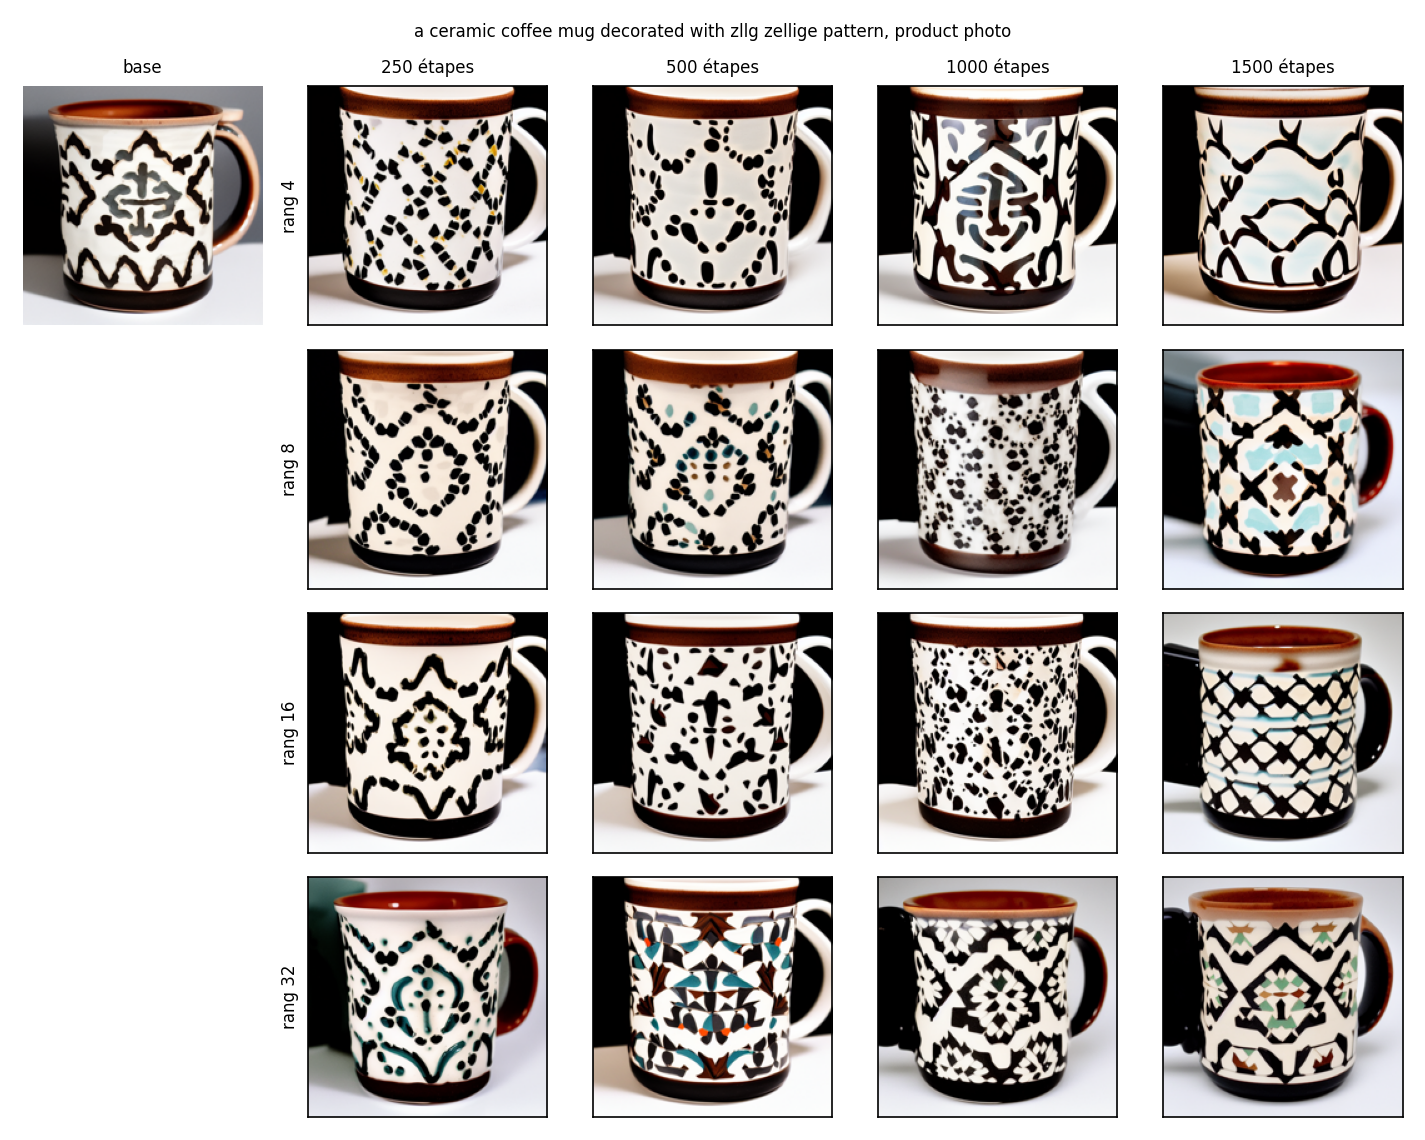 a ceramic coffee mug decorated with zllg zellige pattern, product photo
base
250 étapes
500 étapes
1000 étapes
1500 étapes
rang 4
rang 8
rang 16
rang 32